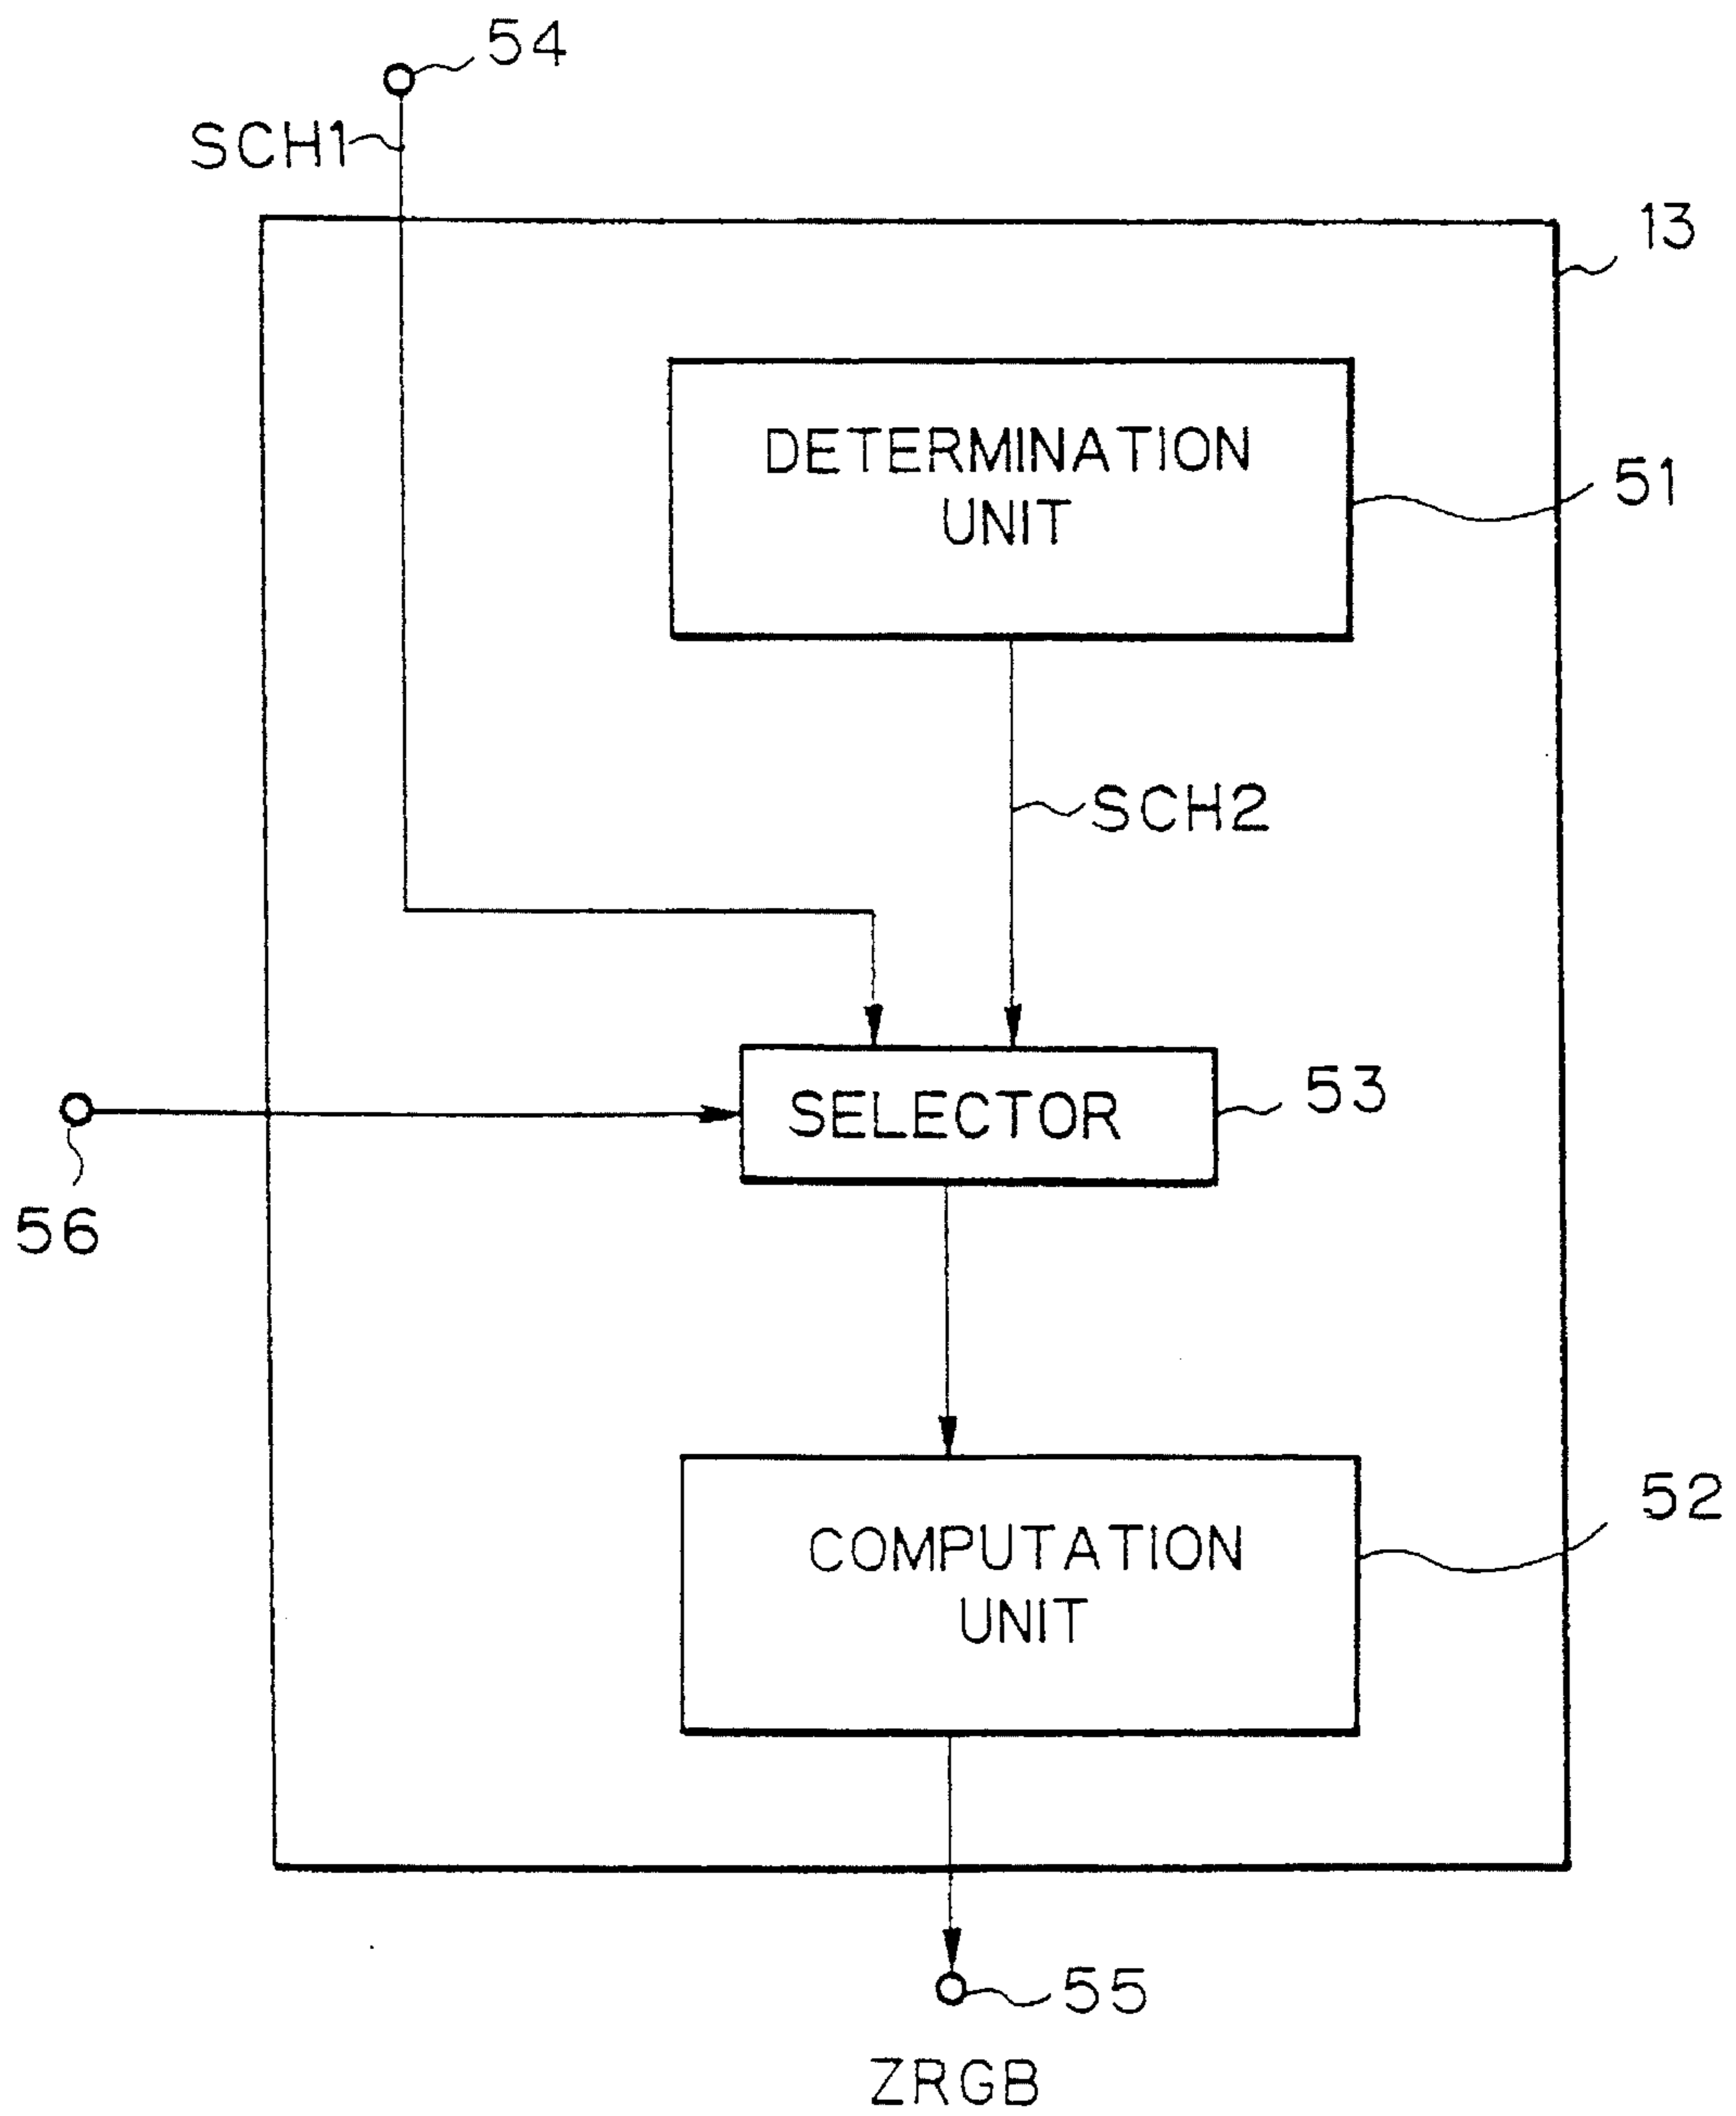 54
SCH1
13
DETERMINATION
UNIT
51
SCH2
SELECTOR
53
56
COMPUTATION
UNIT
52
55
ZRGB